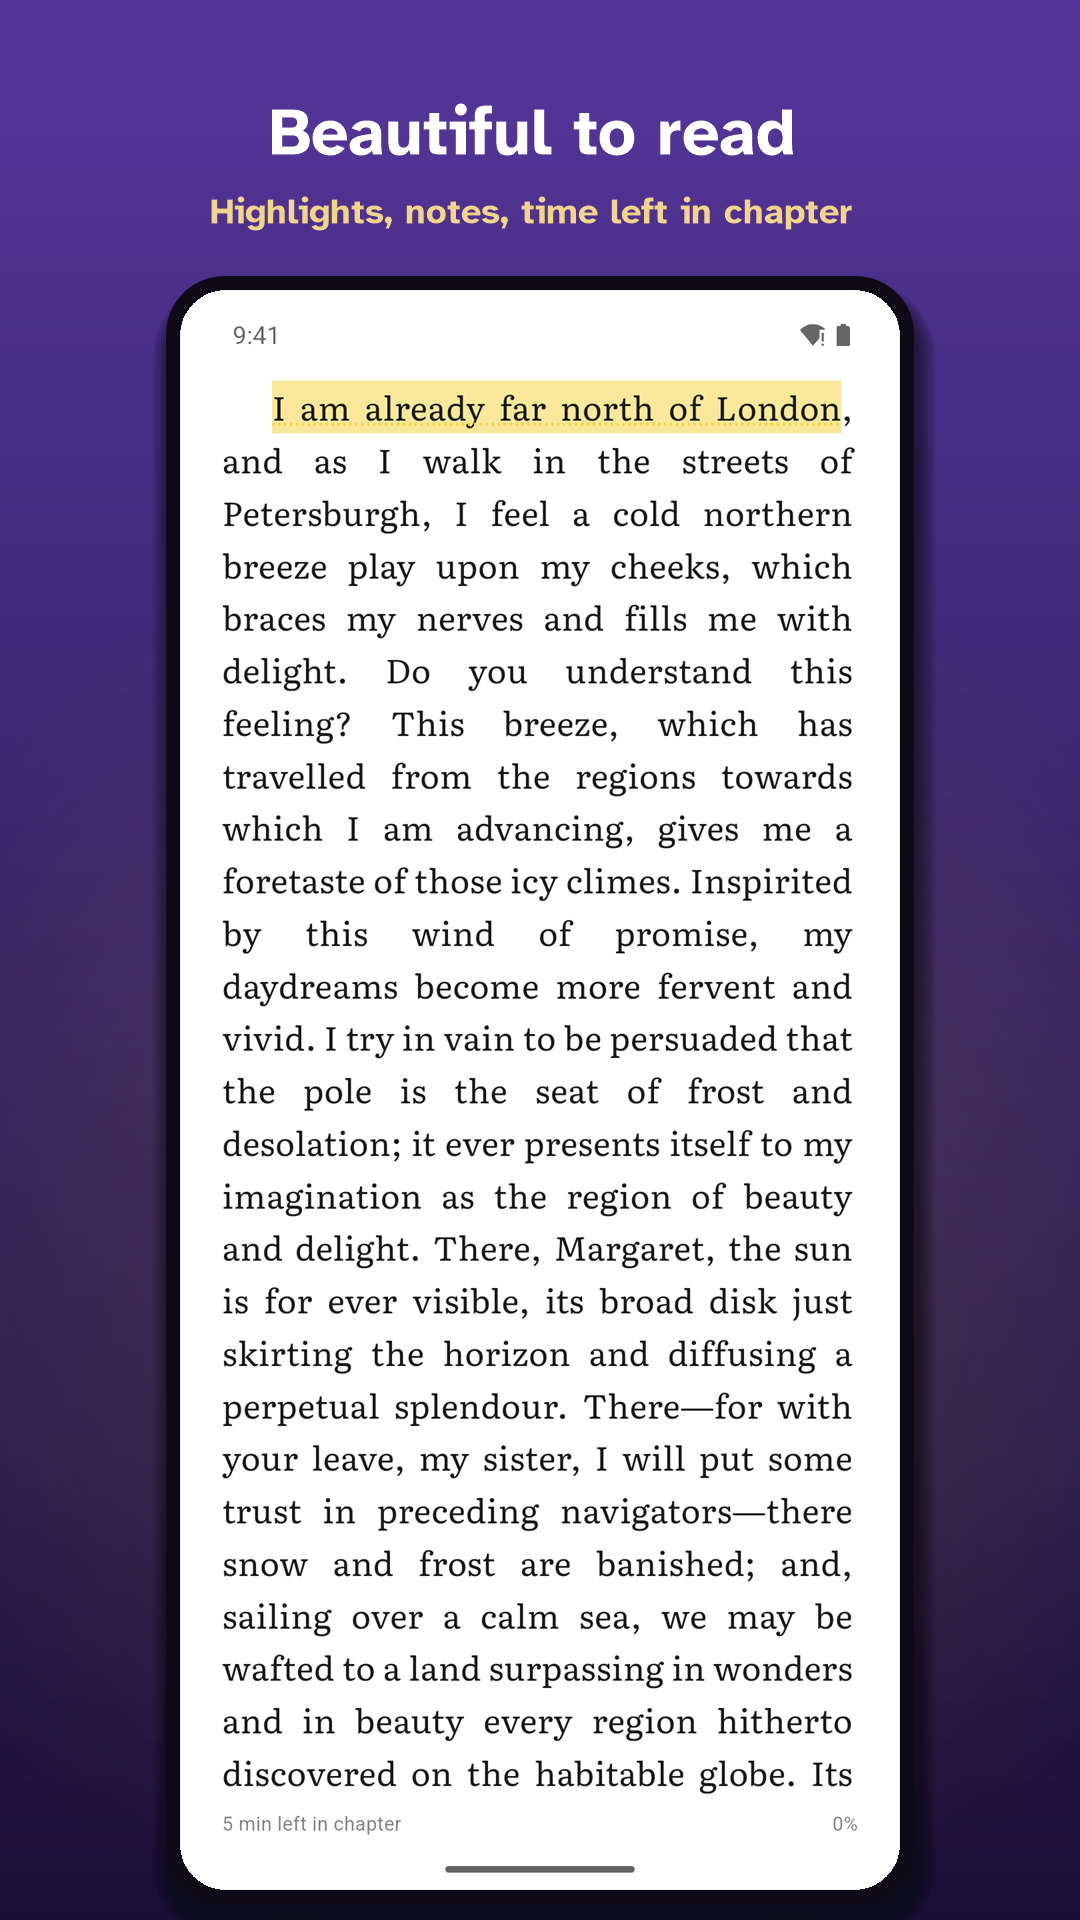 Beautiful to read
Highlights, notes, time left in chapter
9:41
I am already far north of London,
and as I walk in the streets of
Petersburgh, I feel a cold northern
breeze play upon my cheeks, which
braces my nerves and fills me with
delight. Do you understand this
feeling? This breeze, which has
travelled from the regions towards
which I am advancing, gives me a
foretaste of those icy climes. Inspirited
by this wind of promise, my
daydreams become more fervent and
vivid. I try in vain to be persuaded that
the pole is the seat of frost and
desolation; it ever presents itself to my
imagination as the region of beauty
and delight. There, Margaret, the sun
is for ever visible, its broad disk just
skirting the horizon and diffusing a
perpetual splendour. There—for with
your leave, my sister, I will put some
trust in preceding navigators—there
snow and frost are banished; and,
sailing over a calm sea, we may be
wafted to a land surpassing in wonders
and in beauty every region hitherto
discovered on the habitable globe. Its
5 min left in chapter 0%